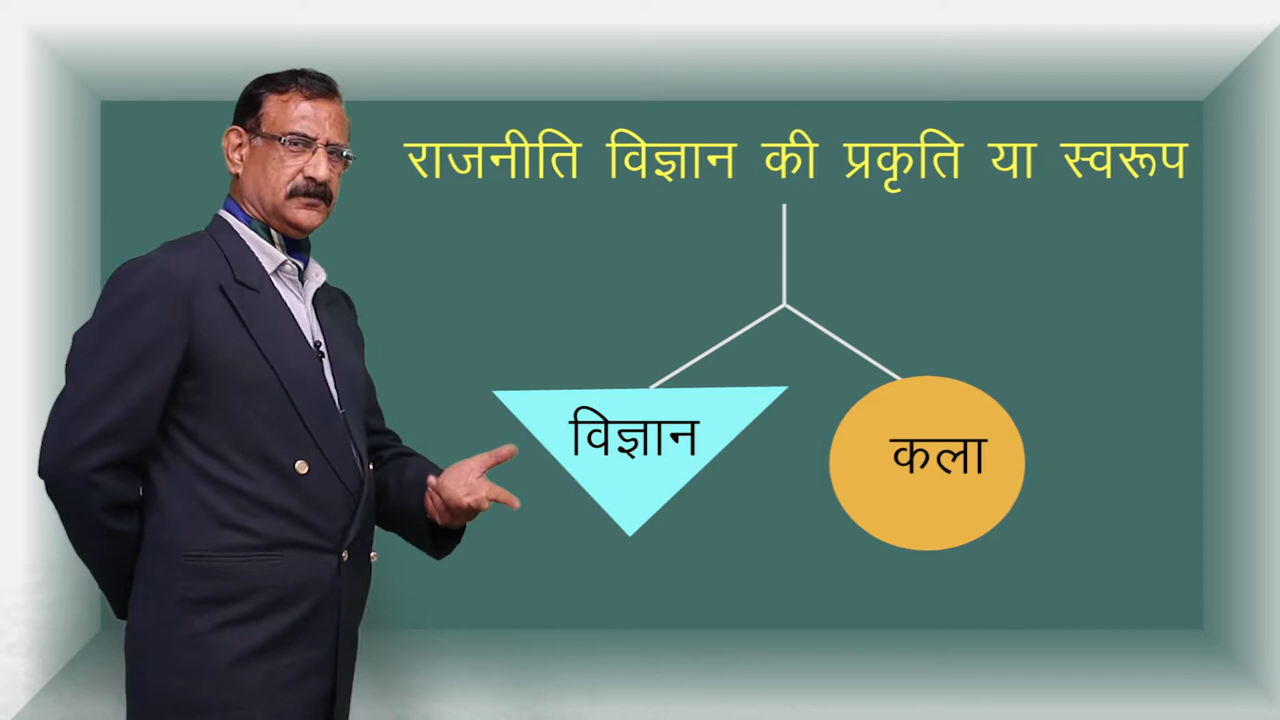 राजनीति विज्ञान की प्रकृति या स्वरूप
विज्ञान
कला